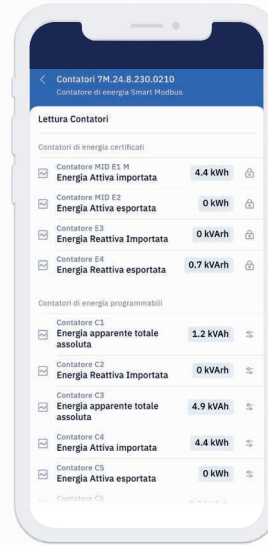 Contatori 7M.24.8.230.0210
Contatore di energia Smart Modbus
Lettura Contatori
Contatori di energia certificati
Contatore MID E1 M
Energia Attiva importata
4.4 kWh
Contatore MID E2
Energia Attiva esportata
0 kWh
Contatore E3
Energia Reattiva Importata
0 kVArh
Contatore E4
Energia Reattiva esportata
0.7 kVArh
Contatori di energia programmabili
Contatore C1
Energia apparente totale
assoluta
1.2 kVAh
Contatore C2
Energia Reattiva Importata
0 kVArh
Contatore C3
Energia apparente totale
assoluta
4.9 kVAh
Contatore C4
Energia Attiva importata
4.4 kWh
Contatore C5
Energia Attiva esportata
0 kWh
Contatore C6